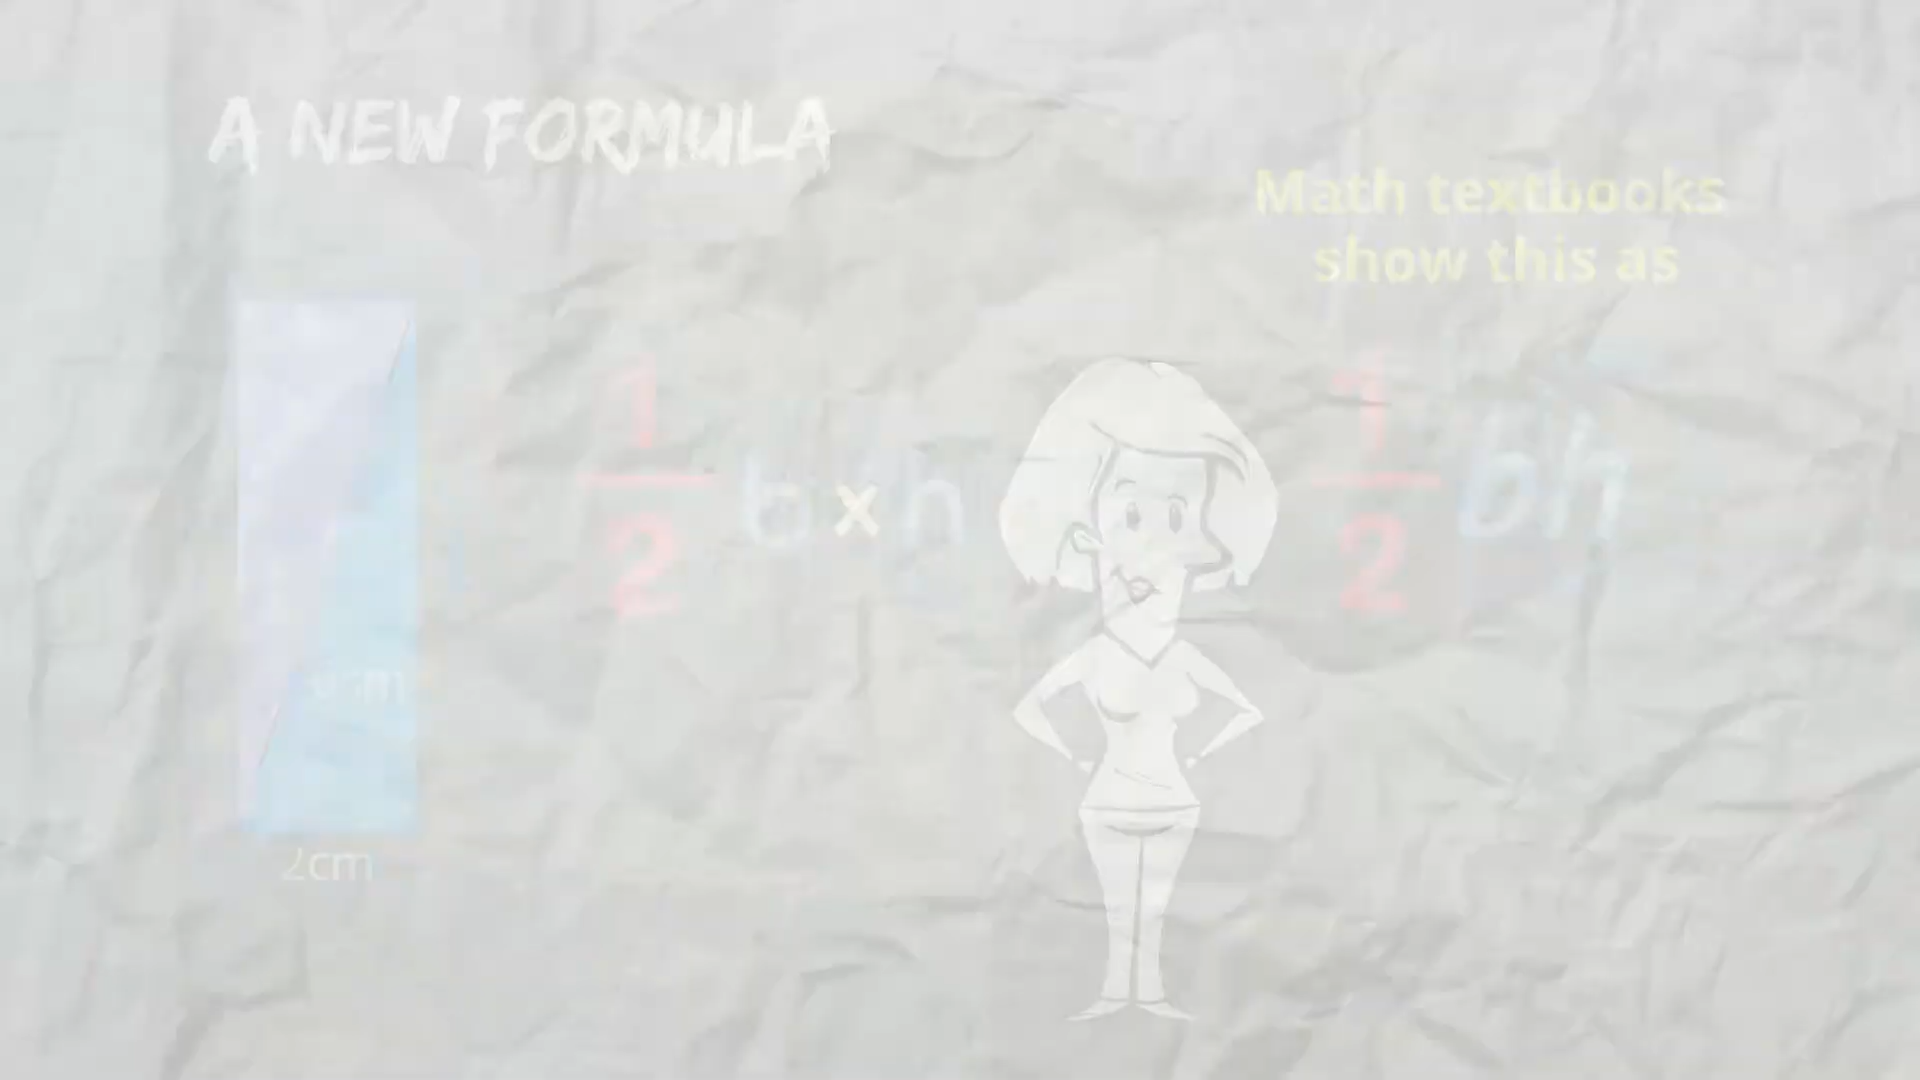 A NEW FORMULA
Math textbooks
show this as
1
2
b x h
1
2
bh
2cm